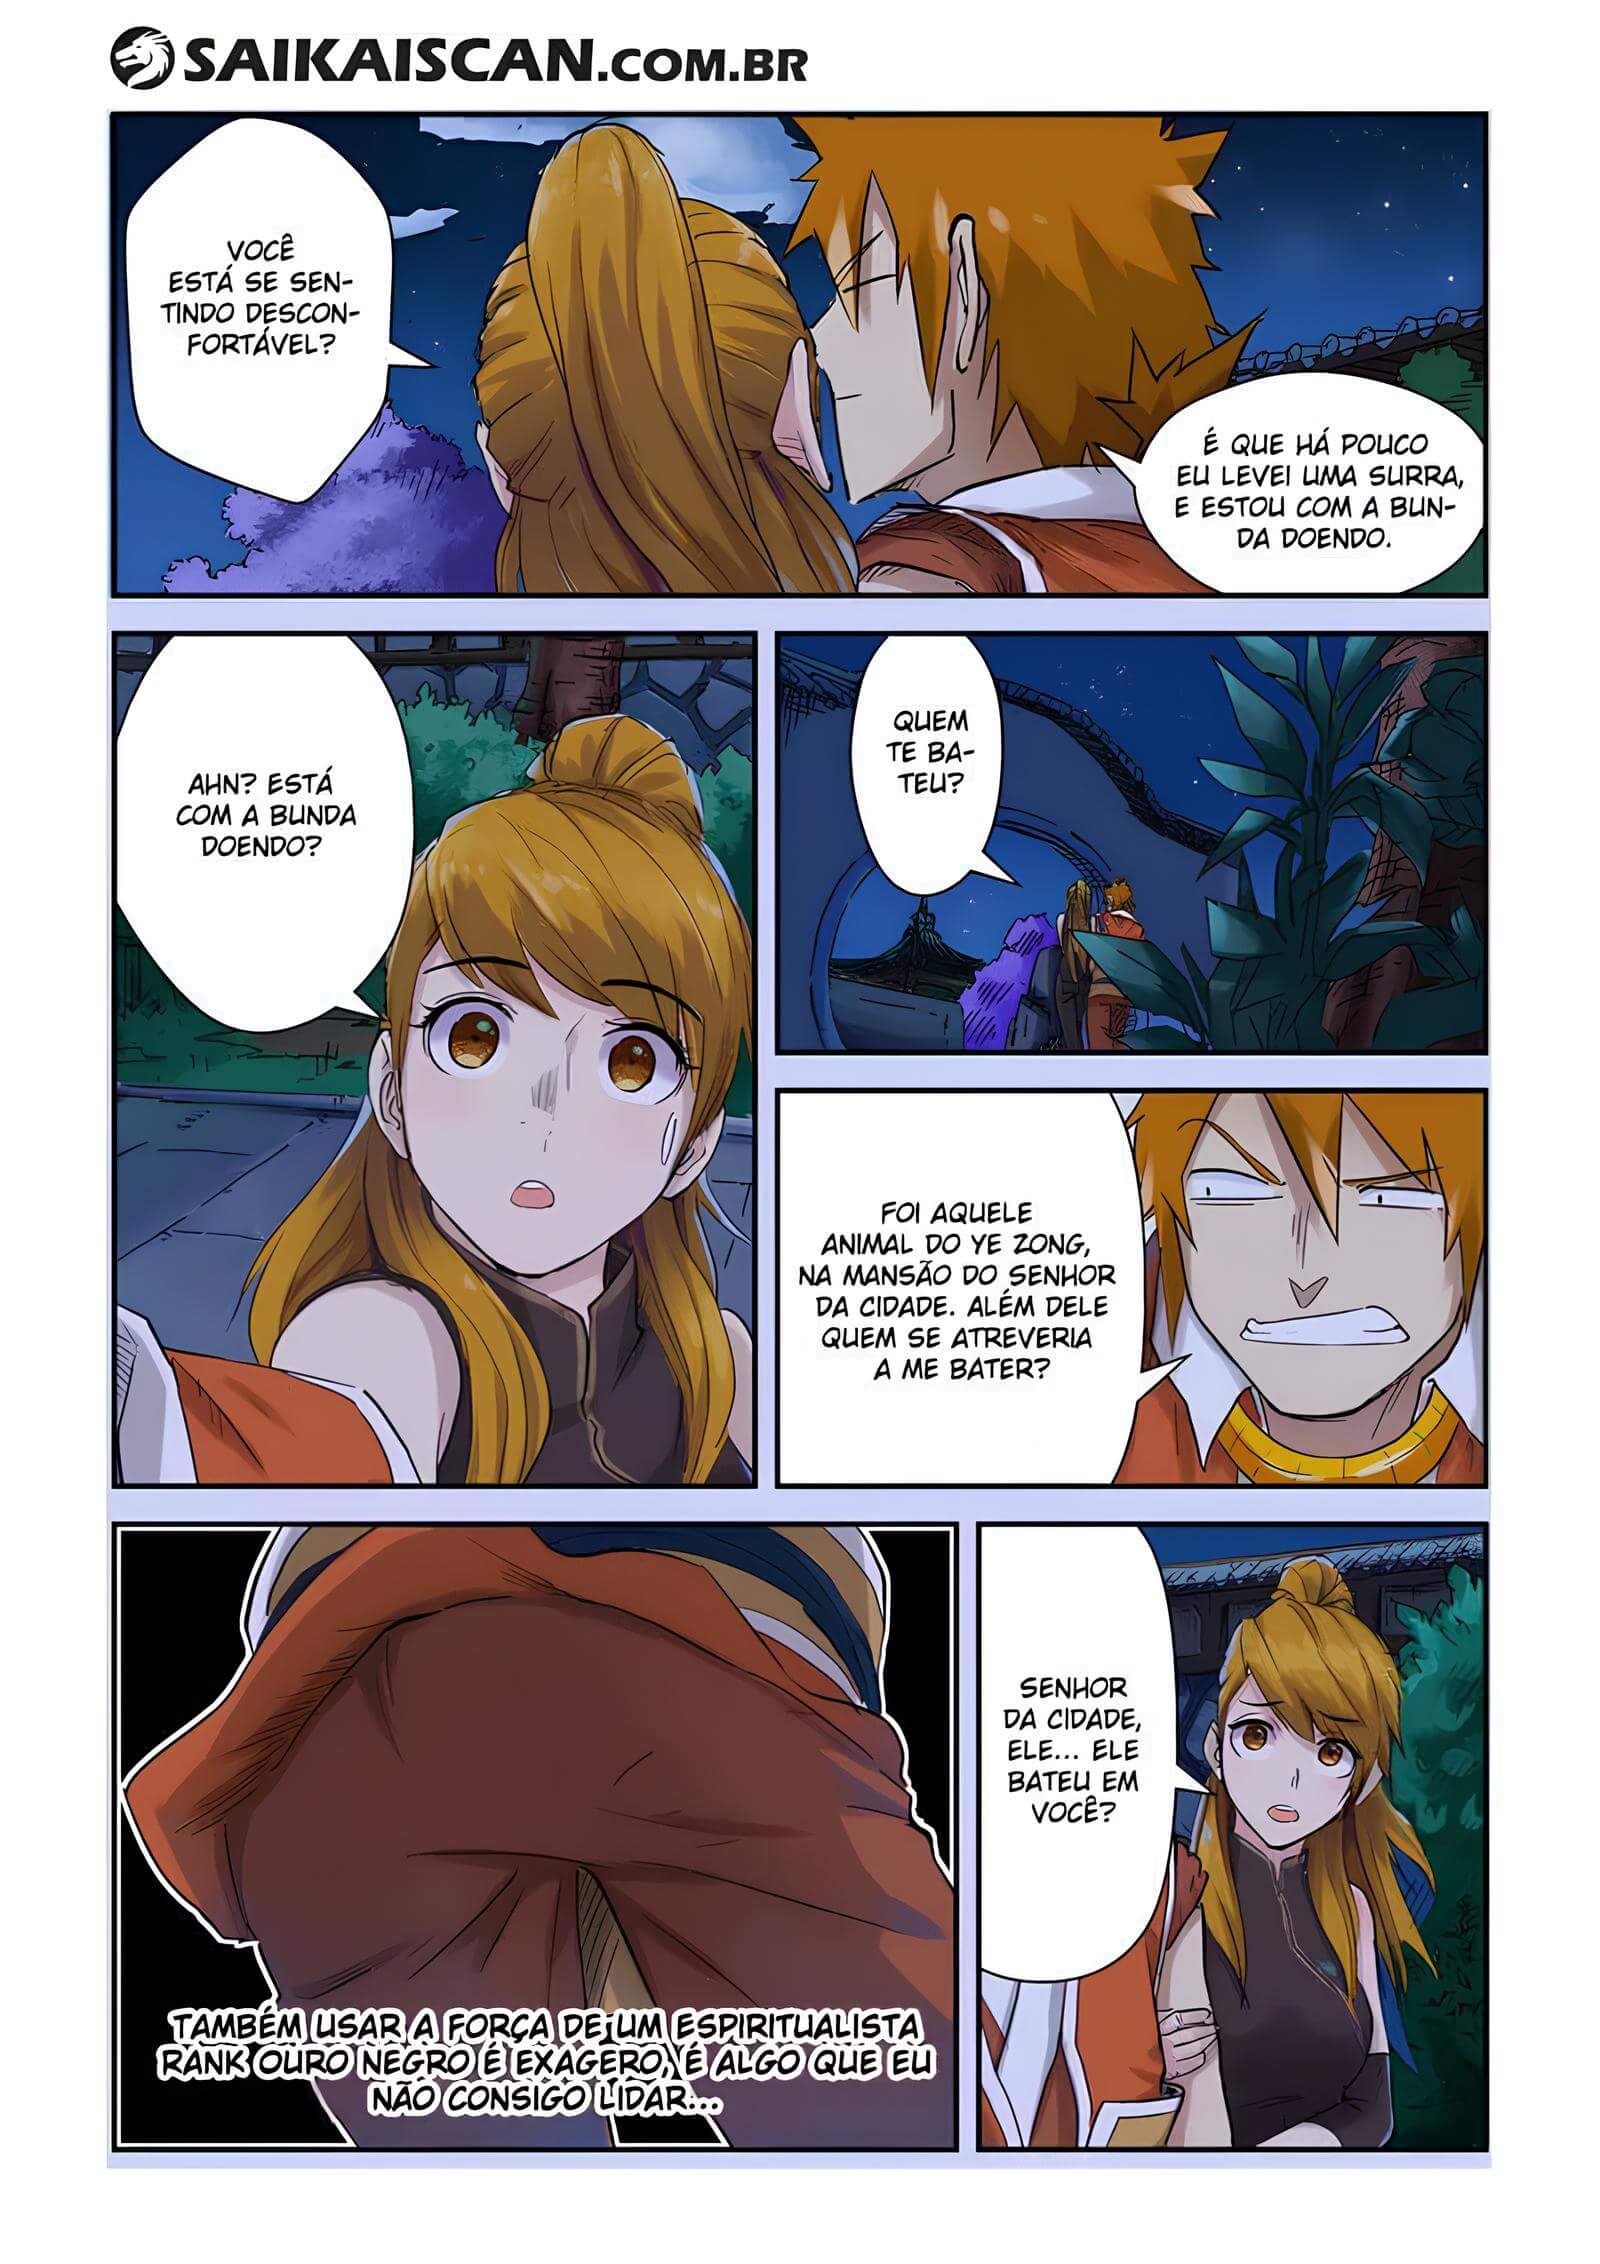 SAIKAISCAN.COM.BR
VOCÊ
ESTÁ SE SEN-
TINDO DESCON-
FORTÁVEL?
É QUE HÁ POUCO
EU LEVEI UMA SURRA,
E ESTOU COM A BUN-
DA DOENDO.
AHN? ESTÁ
COM A BUNDA
DOENDO?
QUEM
TE BA-
TEU?
FOI AQUELE
ANIMAL DO YE ZONG,
NA MANSÃO DO SENHOR
DA CIDADE. ALÉM DELE
QUEM SE ATREVERIA
A ME BATER?
TAMBÉM USAR A FORÇA DE UM ESPIRITUALISTA
RANK OURO NEGRO É EXAGERO, É ALGO QUE EU
NÃO CONSIGO LIDAR...
SENHOR
DA CIDADE,
ELE... ELE
BATEU EM
VOCÊ?